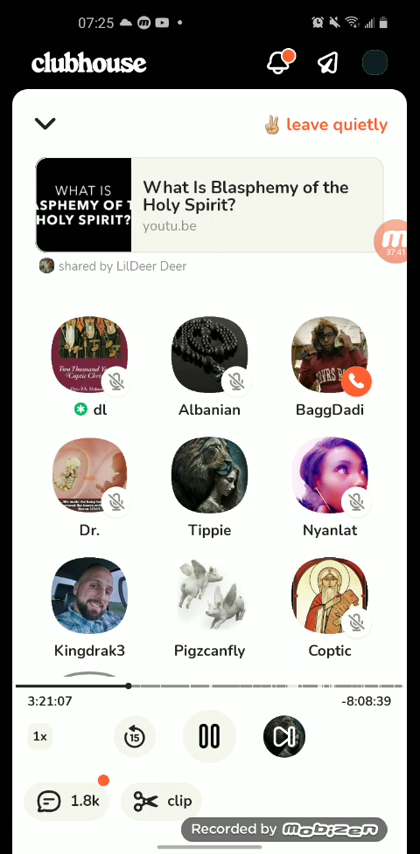 07:25
clubhouse
leave quietly
WHAT IS
ASPHEMY OF T
HOLY SPIRIT?
What Is Blasphemy of the
Holy Spirit?
youtu.be
37:41
shared by LilDeer Deer
dl
Albanian
BaggDadi
Dr.
Tippie
Nyanlat
Kingdrak3
Pigzcanfly
Coptic
3:21:07
-8:08:39
1x
15
1.8k
clip
Recorded by mobizen